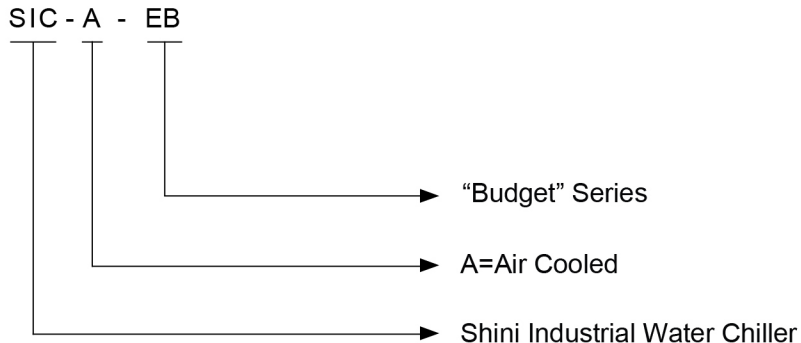 SIC - A - EB
“Budget” Series
A=Air Cooled
Shini Industrial Water Chiller